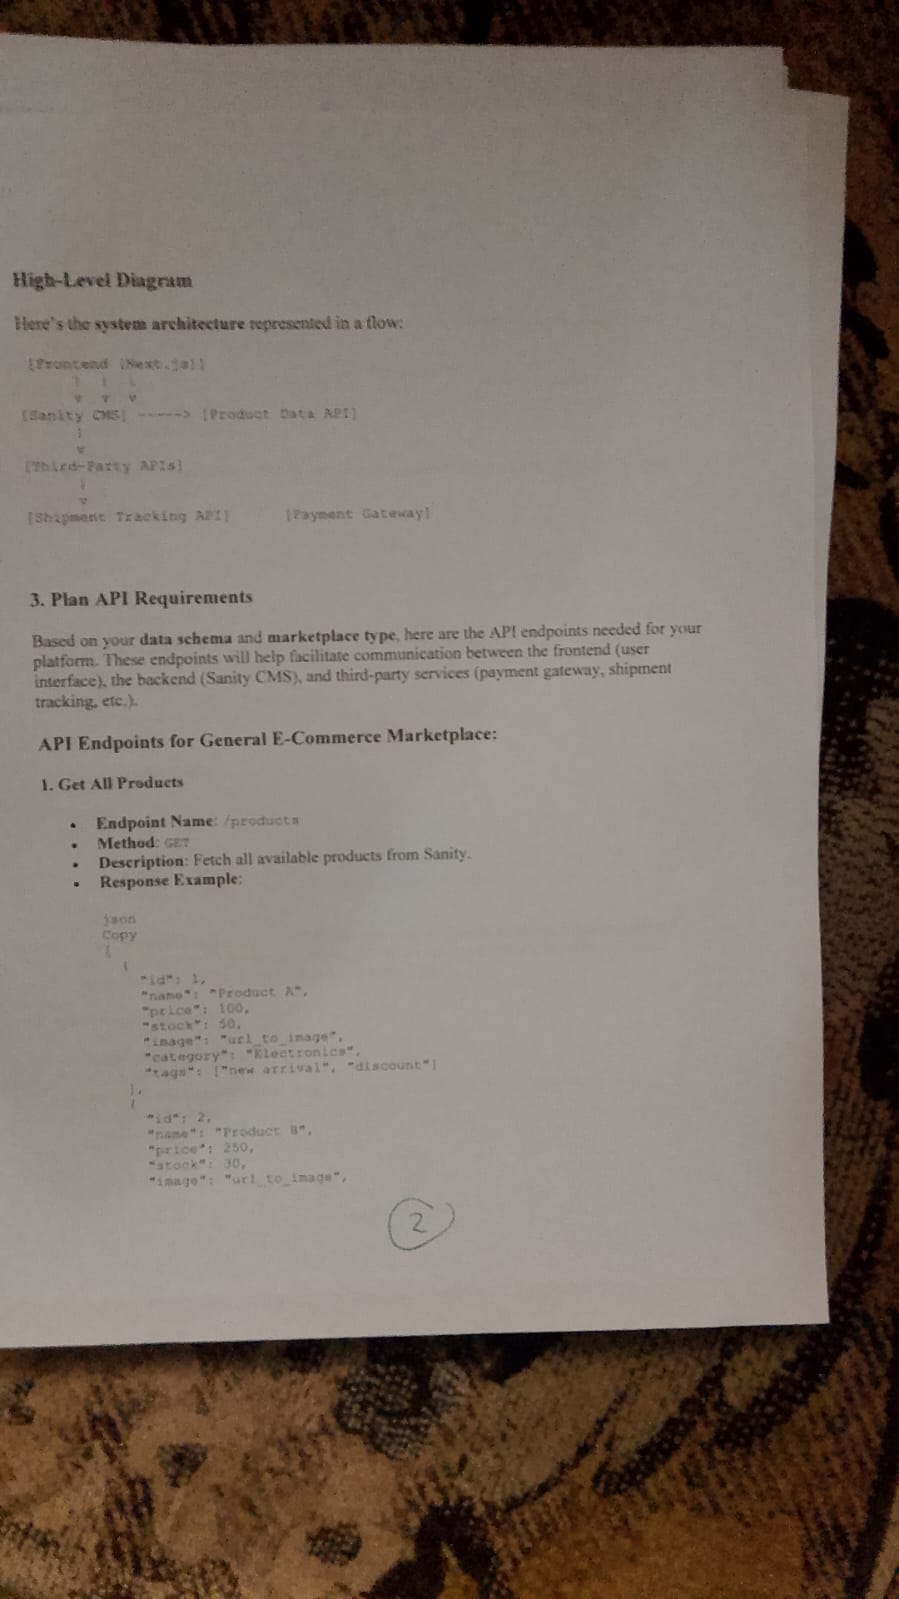 High-Level Diagram
Here's the system architecture represented in a flow:
[Frontend (Next.js)]
| | |
v v v
[Sanity CMS] -----> [Product Data API]
|
v
[Third-Party APIs]
|
v
[Shipment Tracking API] [Payment Gateway]
3. Plan API Requirements
Based on your data schema and marketplace type, here are the API endpoints needed for your
platform. These endpoints will help facilitate communication between the frontend (user
interface), the backend (Sanity CMS), and third-party services (payment gateway, shipment
tracking, etc.).
API Endpoints for General E-Commerce Marketplace:
1. Get All Products
• Endpoint Name: /products
• Method: GET
• Description: Fetch all available products from Sanity.
• Response Example:
json
Copy
[
{
"id": 1,
"name": "Product A",
"price": 100,
"stock": 50,
"image": "url_to_image",
"category": "Electronics",
"tags": ["new arrival", "discount"]
},
{
"id": 2,
"name": "Product B",
"price": 250,
"stock": 30,
"image": "url_to_image",
2